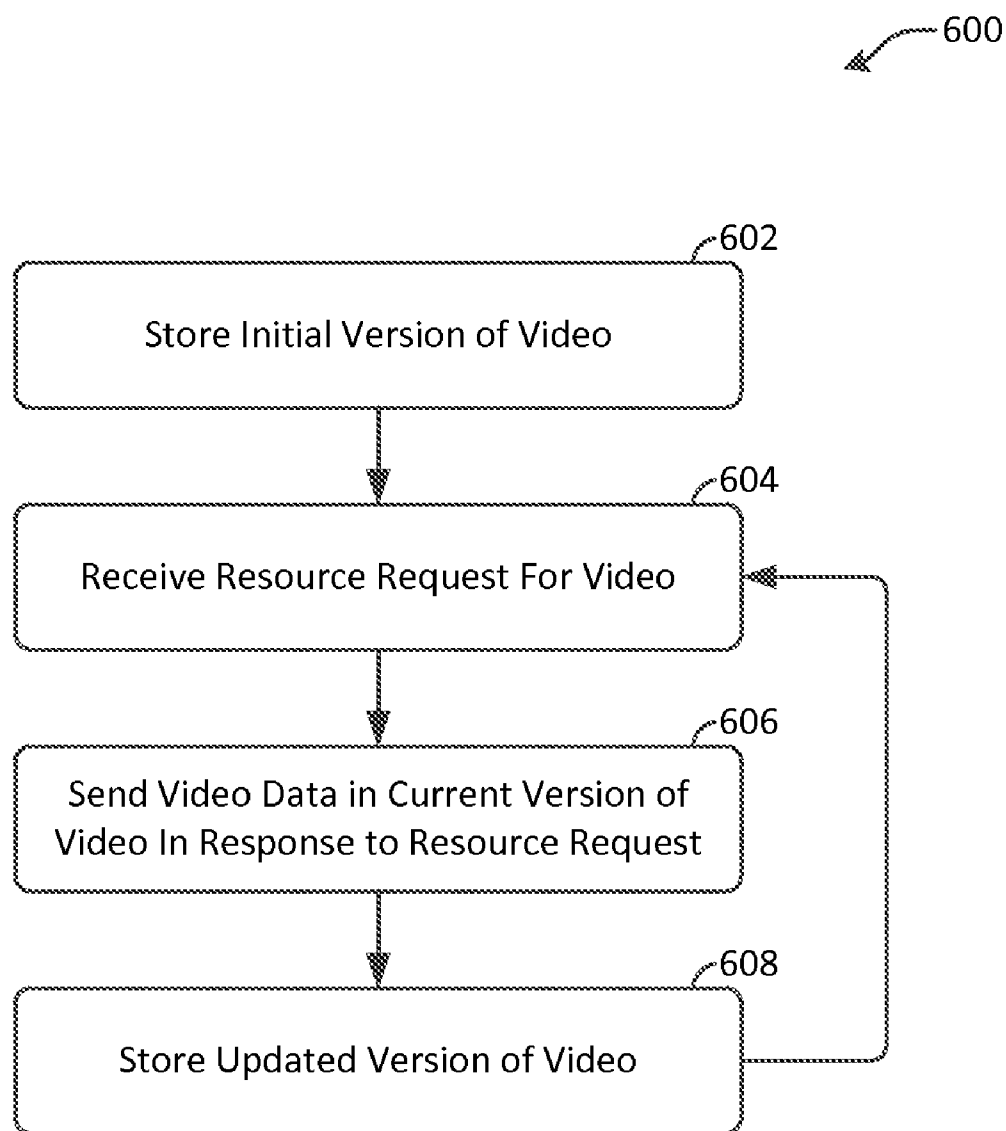 600
602
Store Initial Version of Video
604
Receive Resource Request For Video
606
Send Video Data in Current Version of
Video In Response to Resource Request
608
Store Updated Version of Video